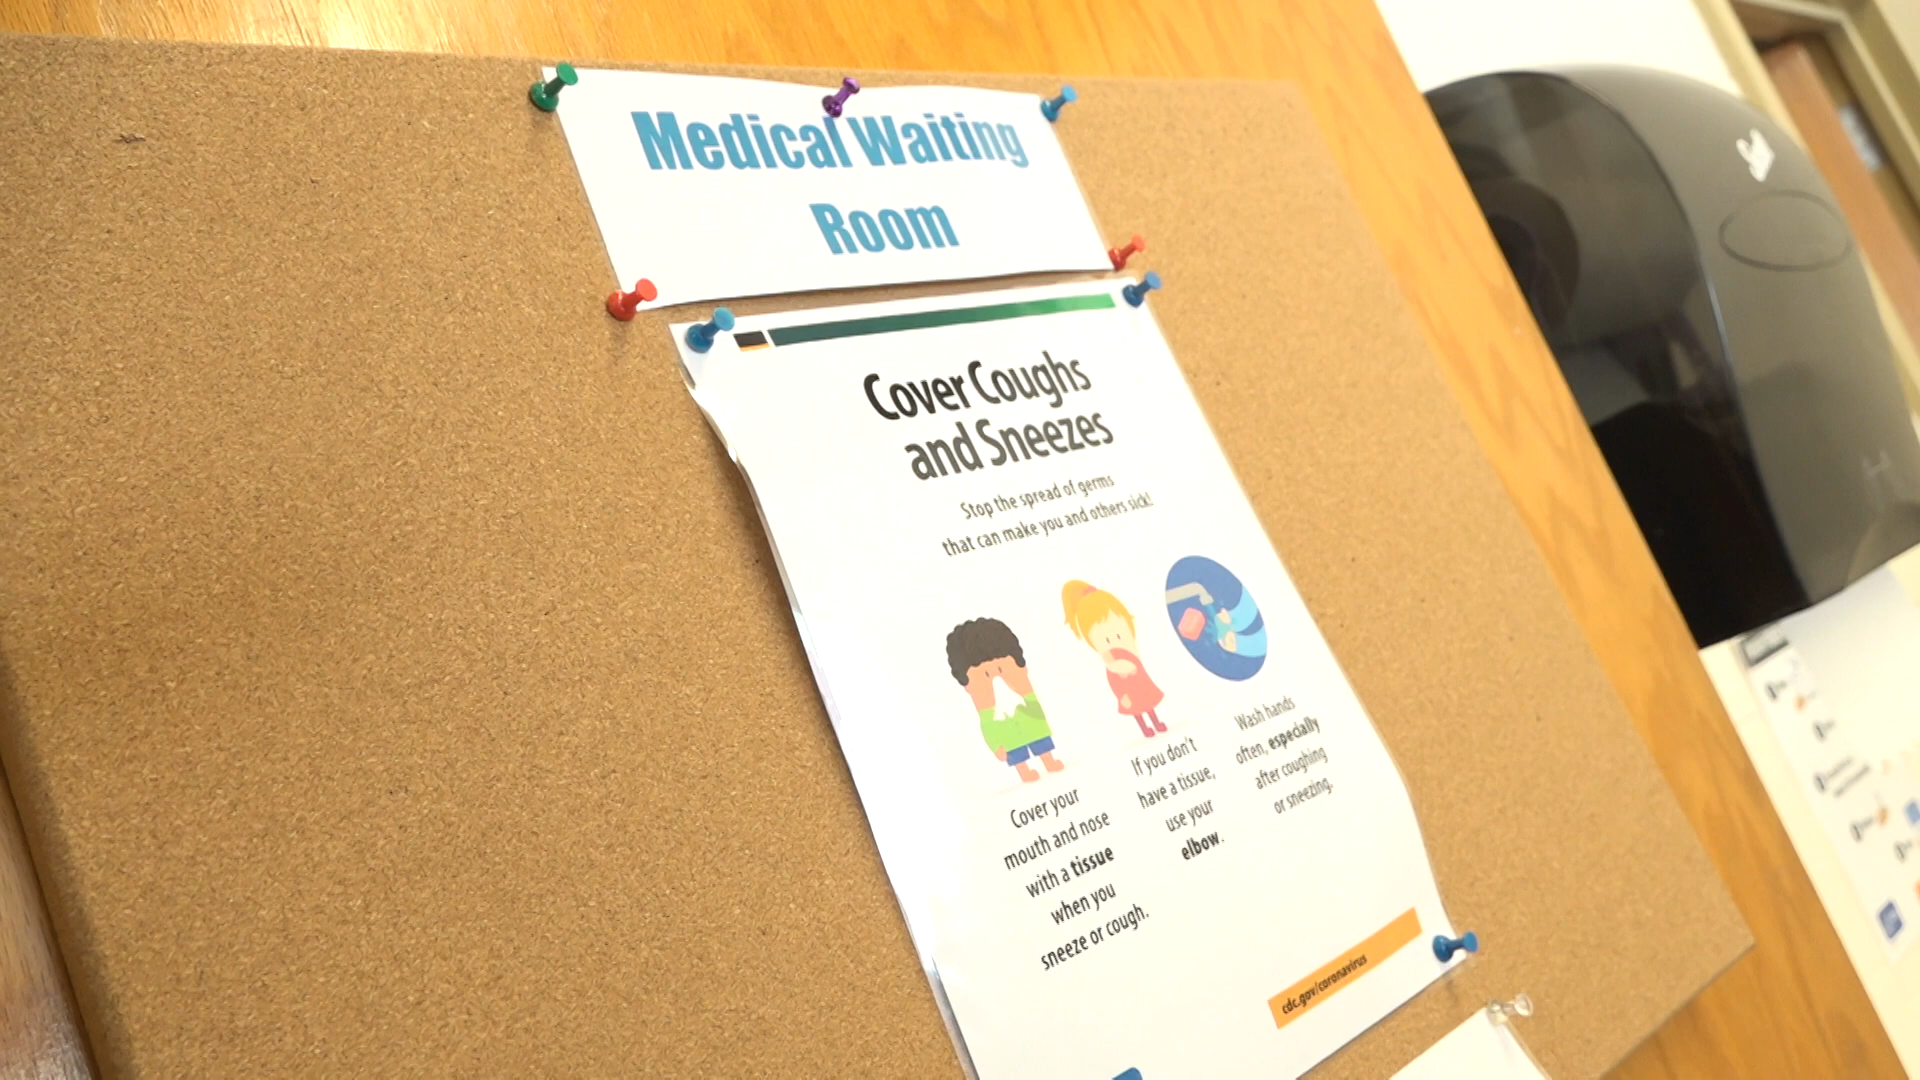 Medical Waiting
Room
Cover Coughs
and Sneezes
Stop the spread of germs
that can make you and others sick!
Cover your
mouth and nose
with a tissue
when you
sneeze or cough.
If you don't
have a tissue,
use your
elbow.
Wash hands
often, especially
after coughing
or sneezing.
cdc.gov/coronavirus